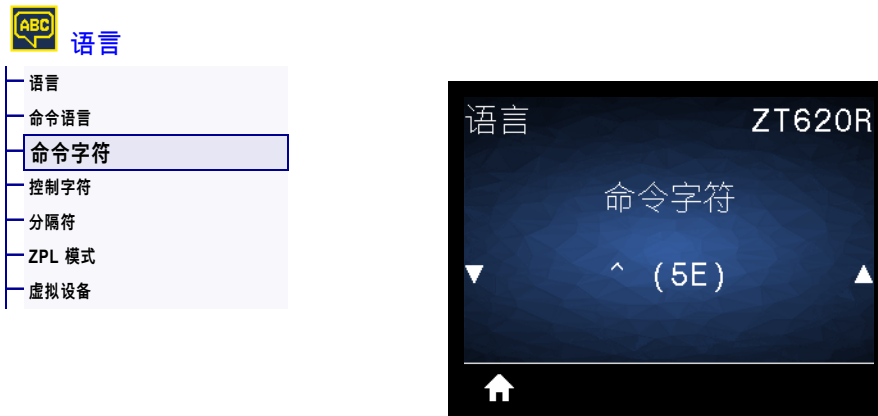 ABC
语言
语言
命令语言
命令字符
控制字符
分隔符
ZPL 模式
虚拟设备
语言 ZT620R
命令字符
^ (5E)